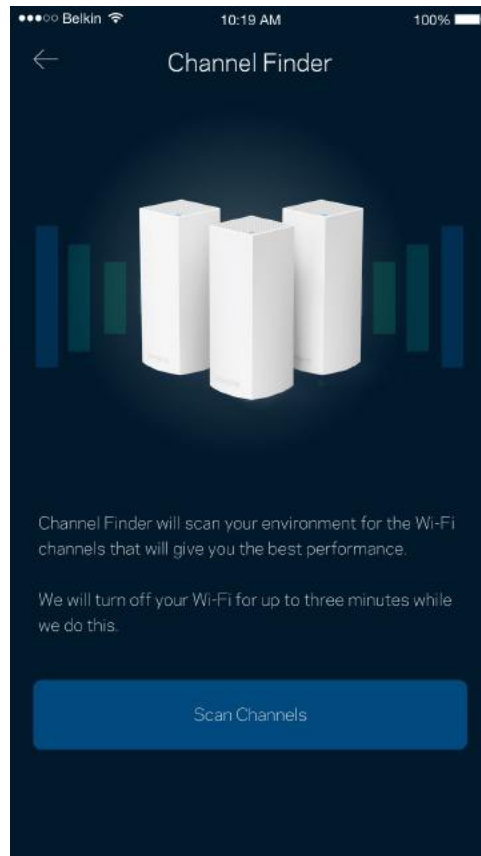 Belkin 10:19 AM 100%
Channel Finder
Channel Finder will scan your environment for the Wi-Fi
channels that will give you the best performance.
We will turn off your Wi-Fi for up to three minutes while
we do this.
Scan Channels